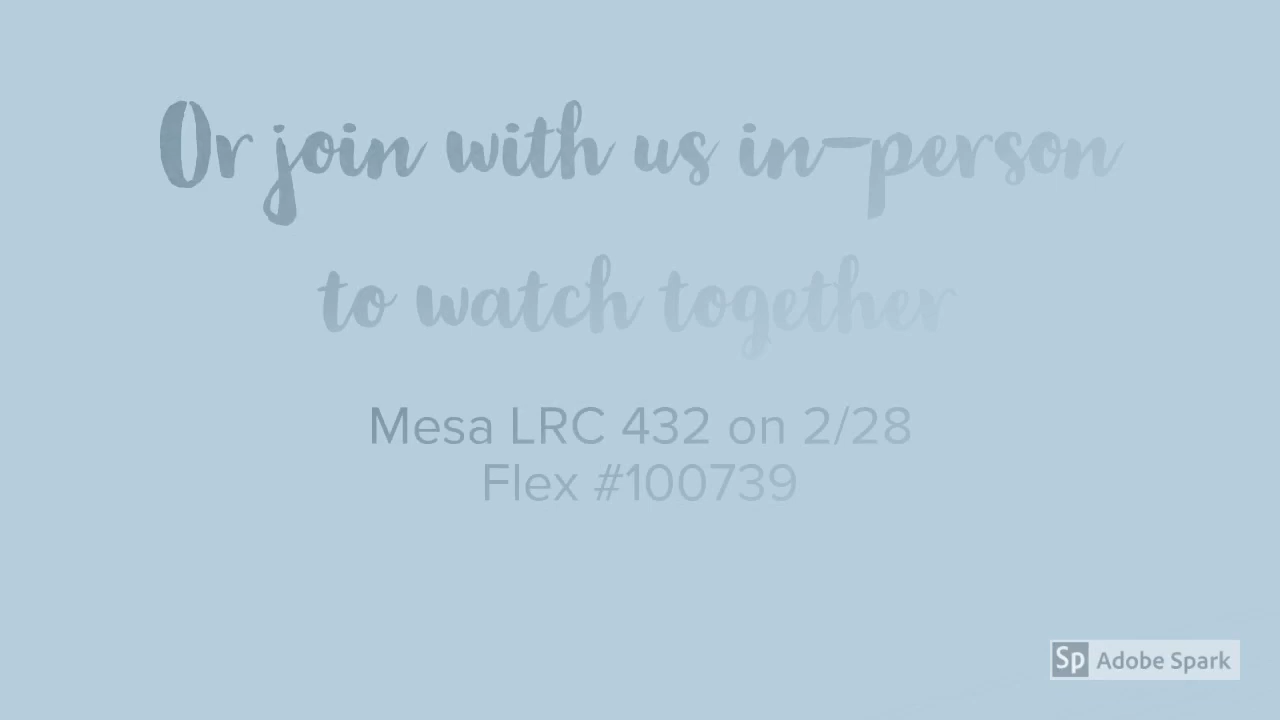 Or join with us in-person
to watch together
Mesa LRC 432 on 2/28
Flex #100739
Sp Adobe Spark